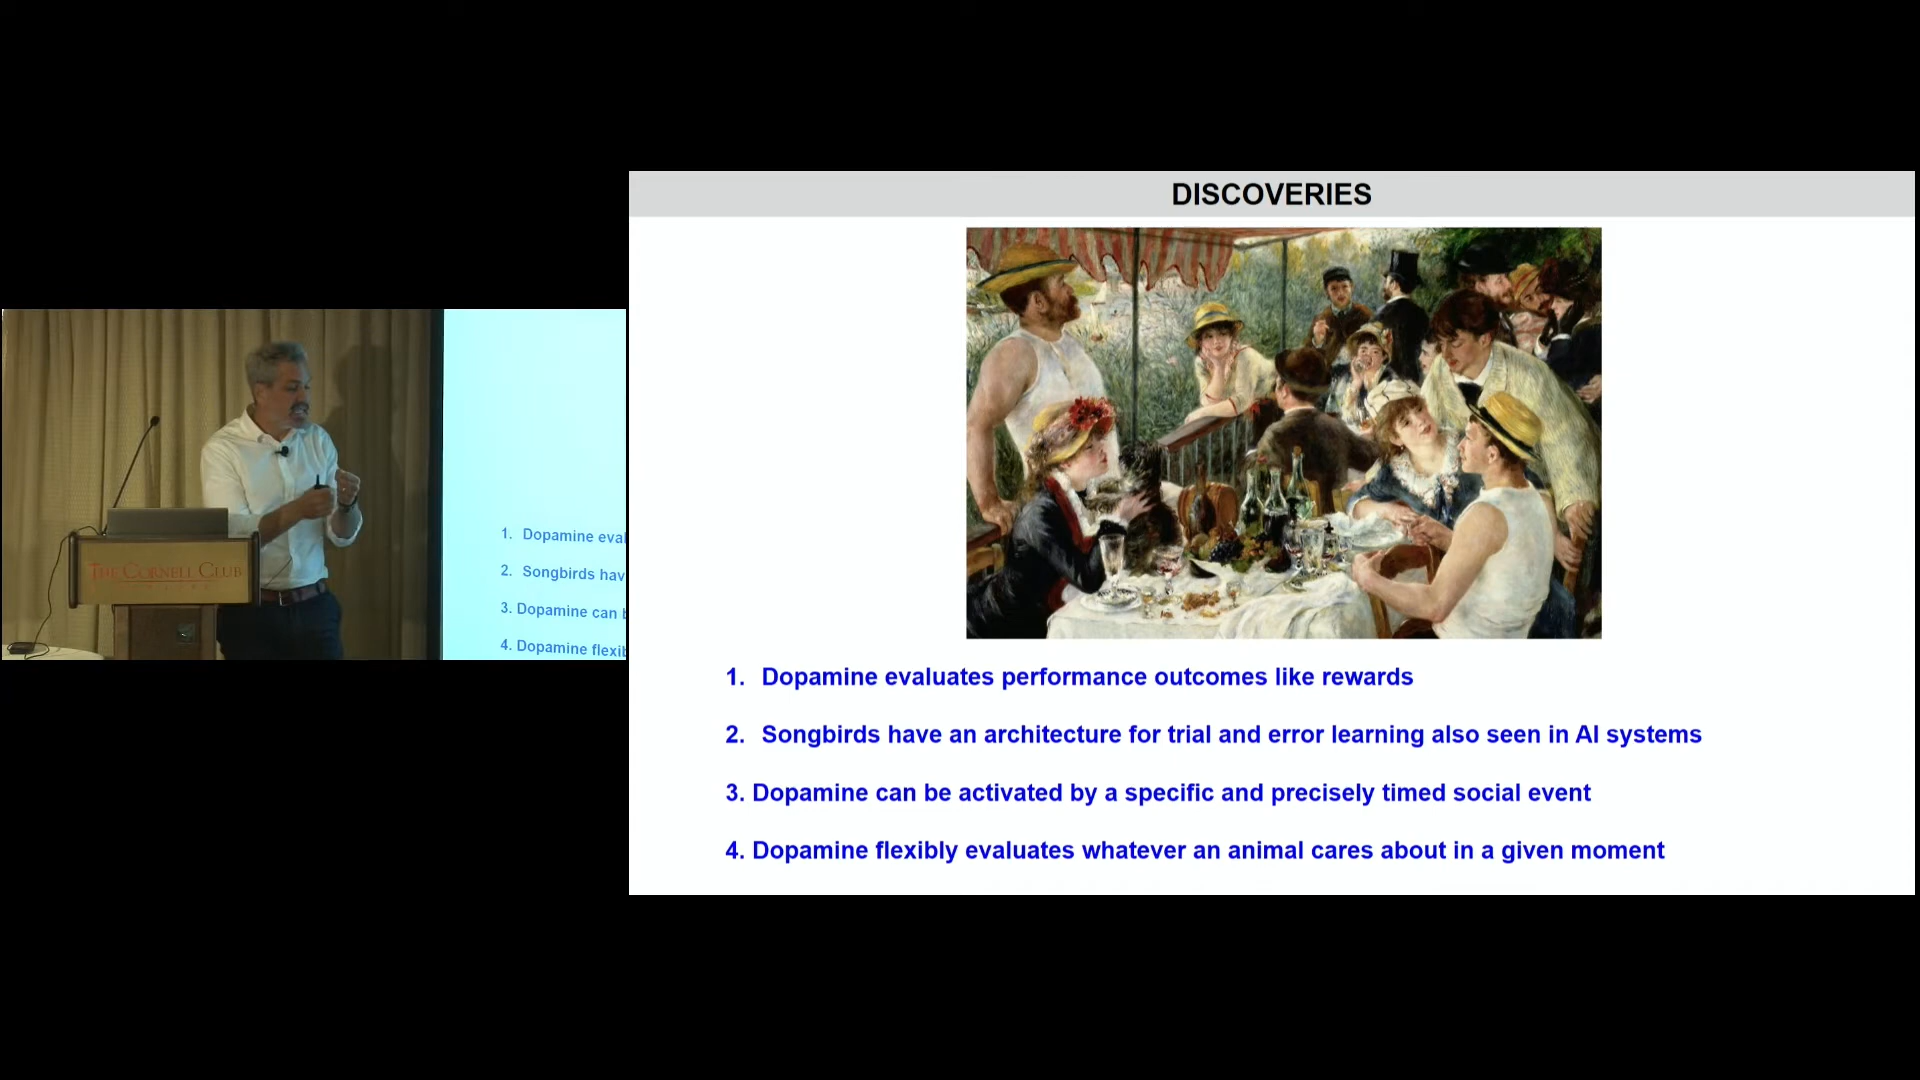 THE CORNELL CLUB
1. Dopamine eval
2. Songbirds hav
3. Dopamine can b
4. Dopamine flexib
DISCOVERIES
1. Dopamine evaluates performance outcomes like rewards
2. Songbirds have an architecture for trial and error learning also seen in AI systems
3. Dopamine can be activated by a specific and precisely timed social event
4. Dopamine flexibly evaluates whatever an animal cares about in a given moment